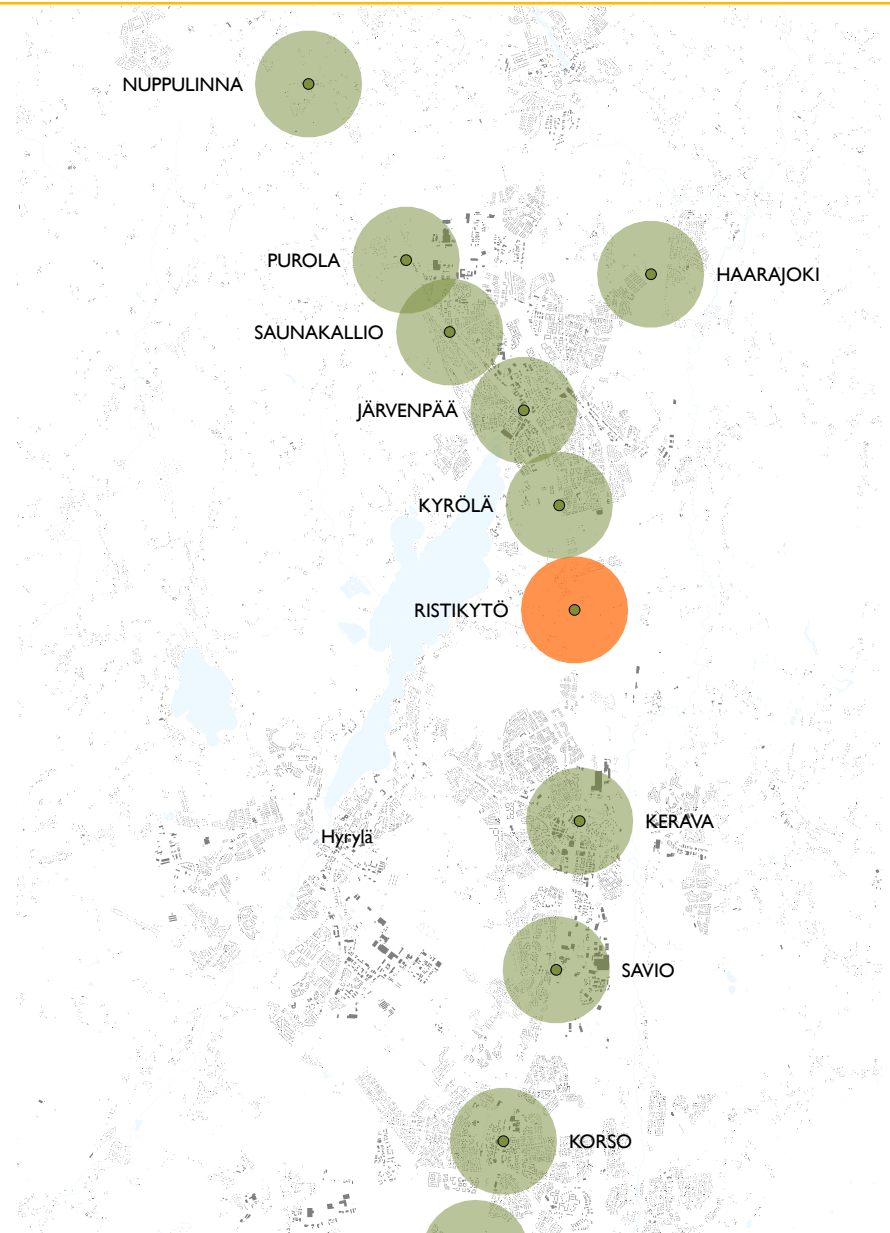 NUPPULINNA
PUROLA
HAARAJOKI
SAUNAKALLIO
JÄRVENPÄÄ
KYRÖLÄ
RISTIKYTÖ
KERAVA
Hyrylä
SAVIO
KORSO